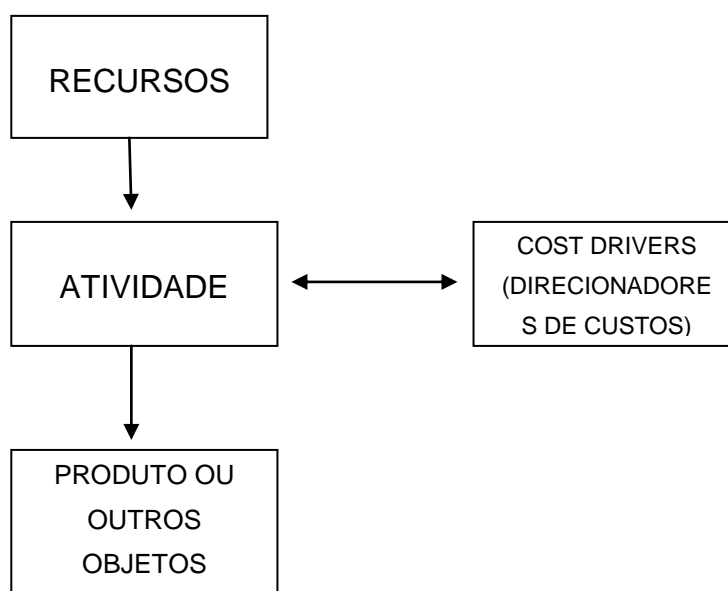 RECURSOS
ATIVIDADE
COST DRIVERS
(DIRECIONADORE
S DE CUSTOS)
PRODUTO OU
OUTROS
OBJETOS